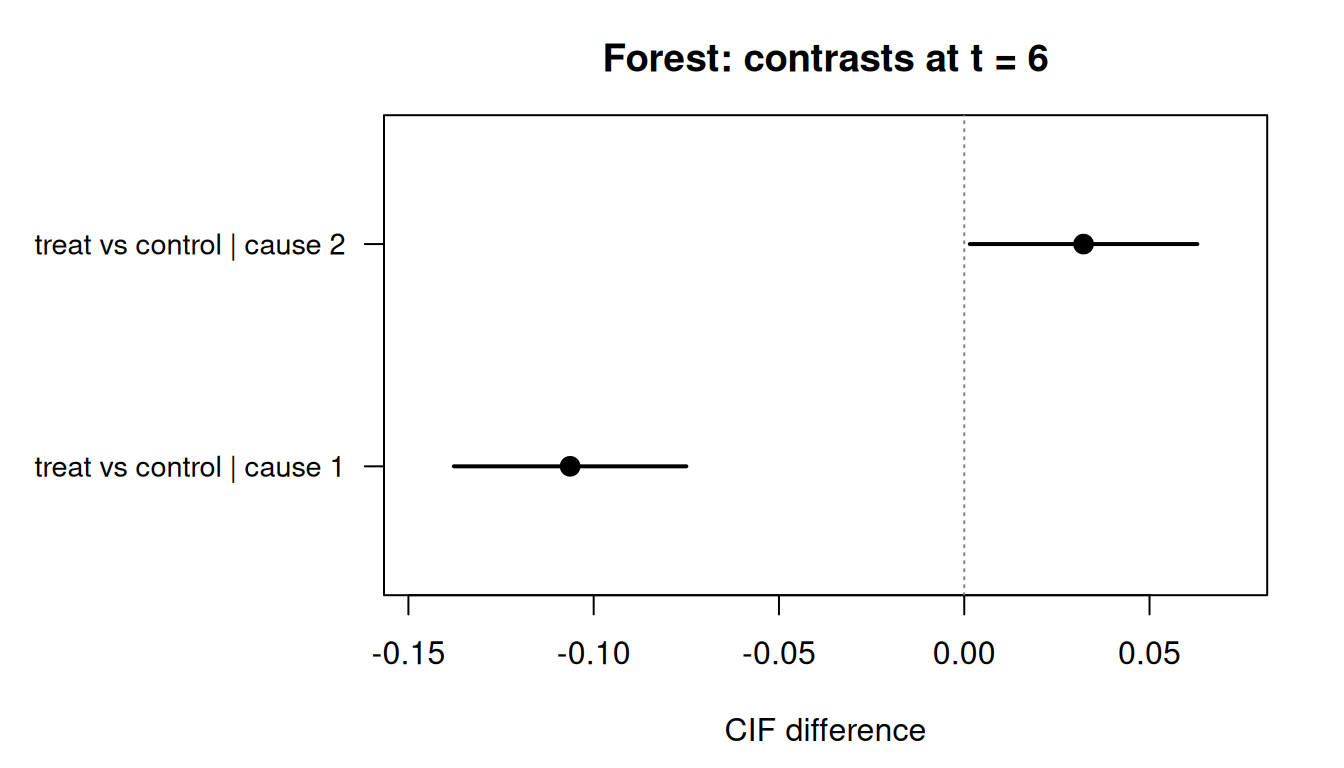 Forest: contrasts at t = 6
treat vs control | cause 2
treat vs control | cause 1
-0.15 -0.10 -0.05 0.00 0.05
CIF difference